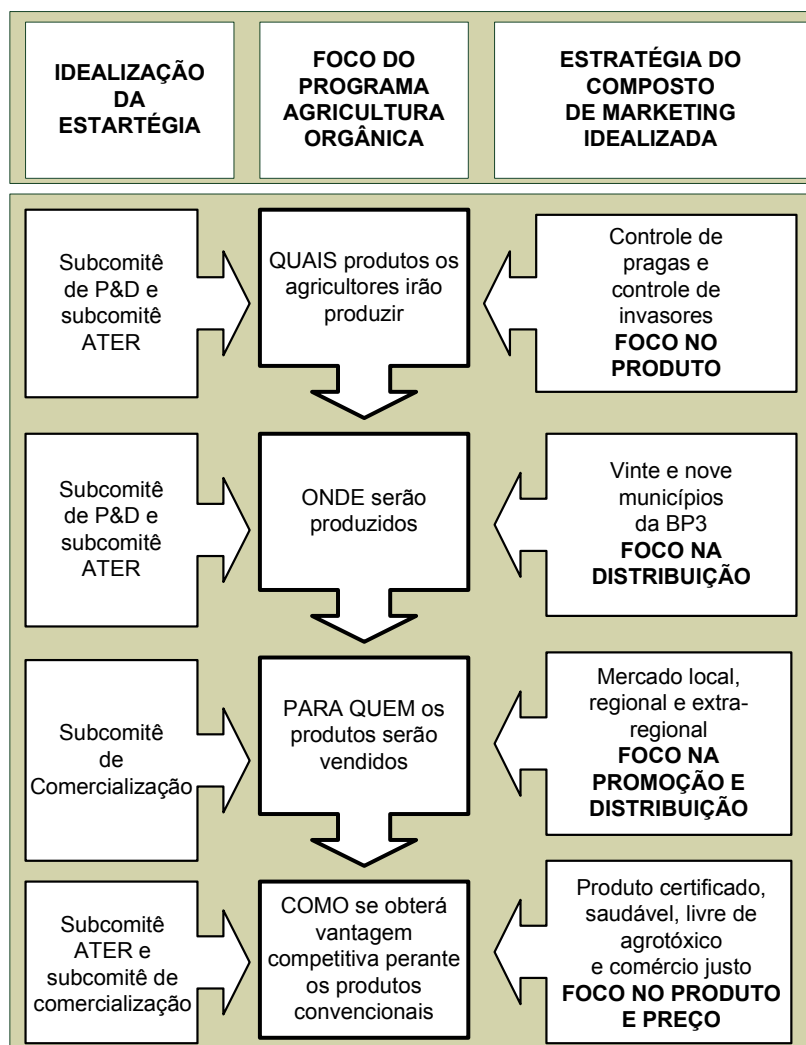 IDEALIZAÇÃO
DA
ESTARTÉGIA
FOCO DO
PROGRAMA
AGRICULTURA
ORGÂNICA
ESTRATÉGIA DO
COMPOSTO
DE MARKETING
IDEALIZADA
Subcomitê
de P&D e
subcomitê
ATER
QUAIS produtos os
agricultores irão
produzir
Controle de
pragas e
controle de
invasores
FOCO NO
PRODUTO
Subcomitê
de P&D e
subcomitê
ATER
ONDE serão
produzidos
Vinte e nove
municípios
da BP3
FOCO NA
DISTRIBUIÇÃO
Subcomitê
de
Comercialização
PARA QUEM os
produtos serão
vendidos
Mercado local,
regional e extra-
regional
FOCO NA
PROMOÇÃO E
DISTRIBUIÇÃO
Subcomitê
ATER e
subcomitê de
comercialização
COMO se obterá
vantagem
competitiva perante
os produtos
convencionais
Produto certificado,
saudável, livre de
agrotóxico
e comércio justo
FOCO NO PRODUTO
E PREÇO